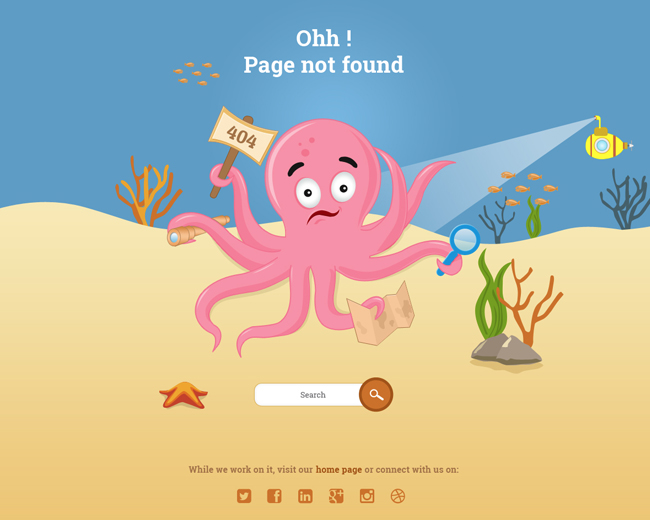 Ohh !
Page not found
404
Search
While we work on it, visit our home page or connect with us on: